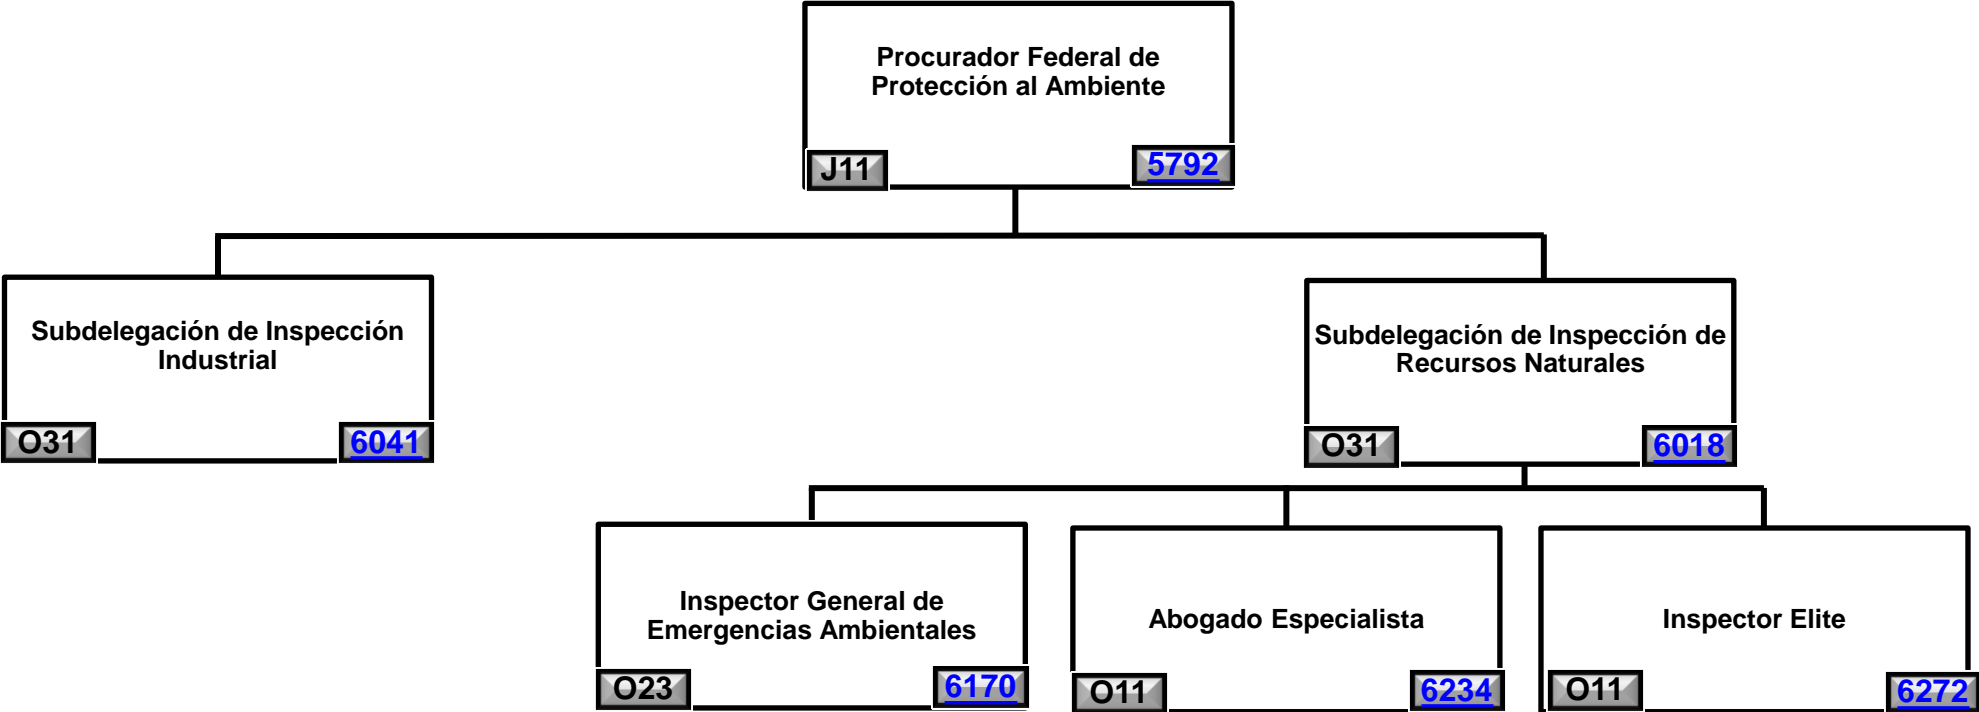 Procurador Federal de
Protección al Ambiente
J11
5792
Subdelegación de Inspección
Industrial
O31
6041
Subdelegación de Inspección de
Recursos Naturales
O31
6018
Inspector General de
Emergencias Ambientales
O23
6170
Abogado Especialista
O11
6234
Inspector Elite
O11
6272